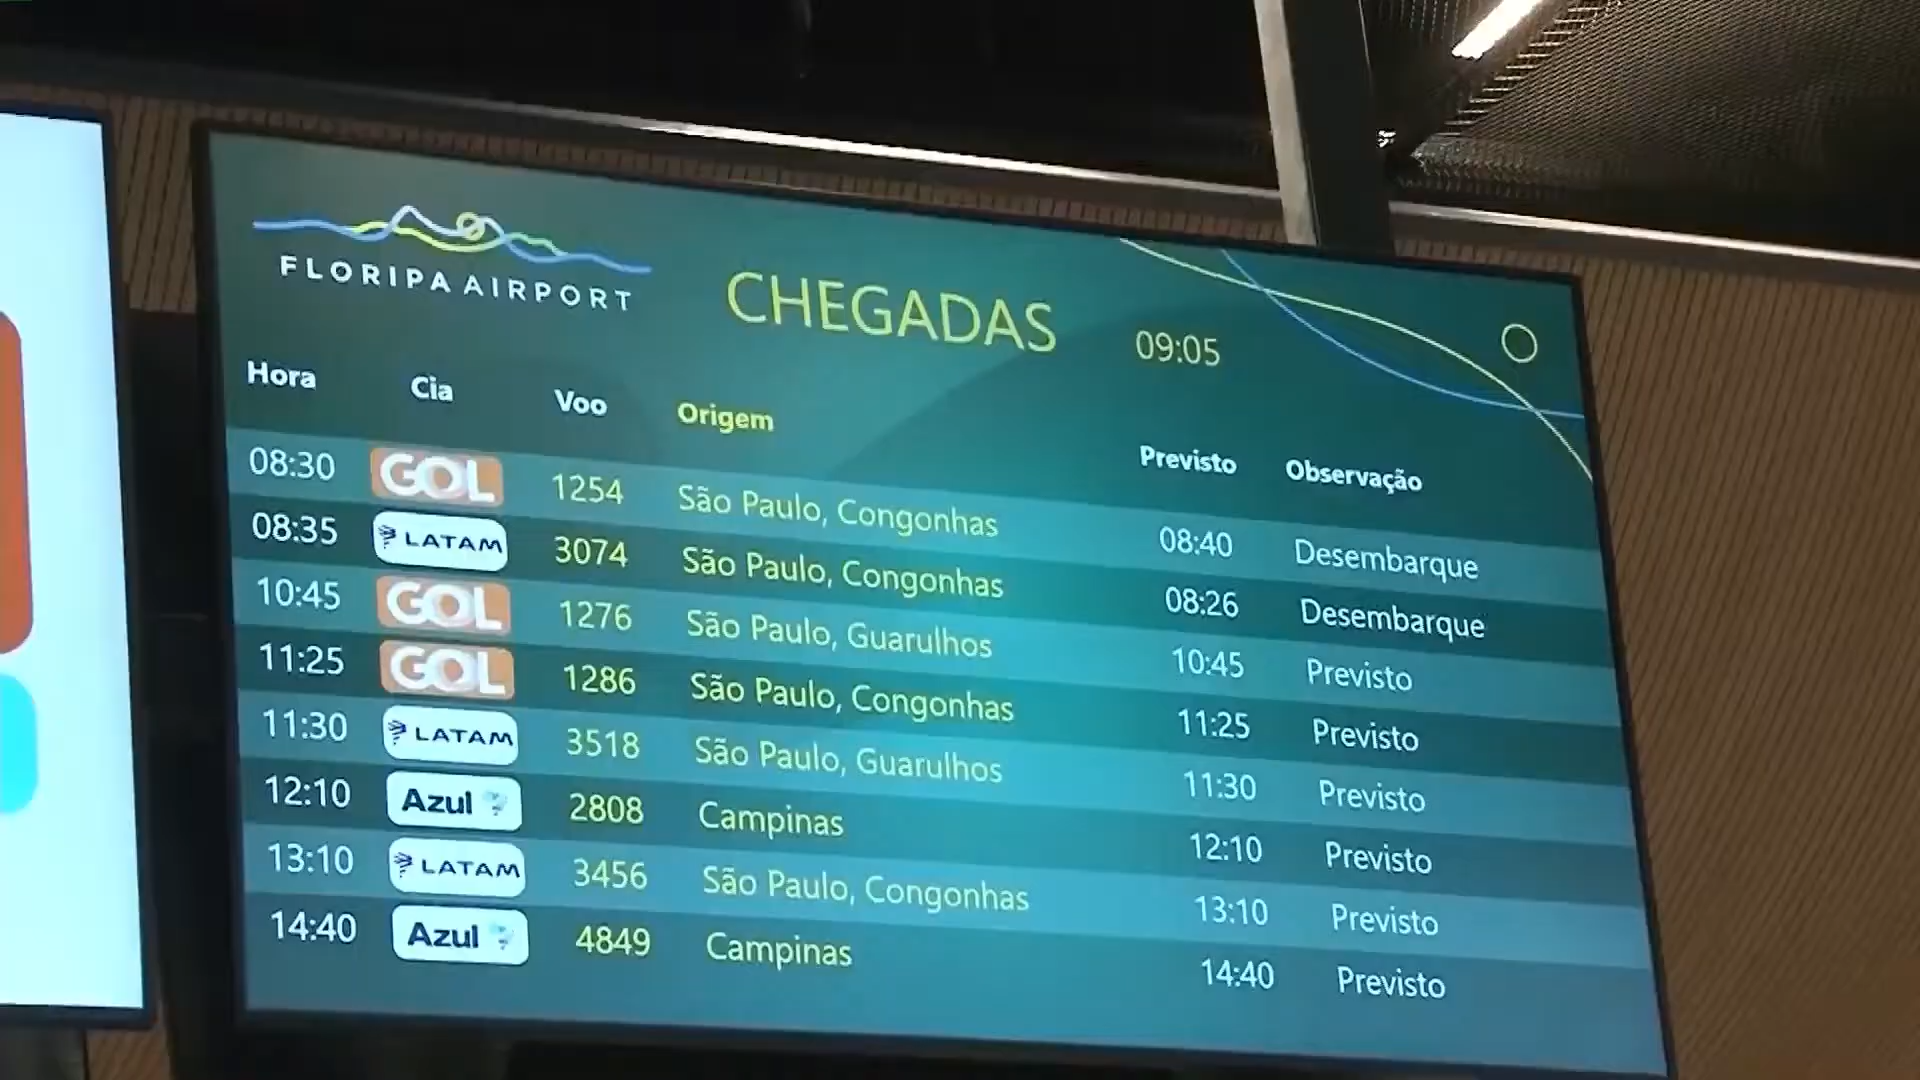 FLORIPA AIRPORT
CHEGADAS 09:05
Hora Cia Voo Origem Previsto Observação
08:30 GOL 1254 São Paulo, Congonhas 08:40 Desembarque
08:35 LATAM 3074 São Paulo, Congonhas 08:26 Desembarque
10:45 GOL 1276 São Paulo, Guarulhos 10:45 Previsto
11:25 GOL 1286 São Paulo, Congonhas 11:25 Previsto
11:30 LATAM 3518 São Paulo, Guarulhos 11:30 Previsto
12:10 Azul 2808 Campinas 12:10 Previsto
13:10 LATAM 3456 São Paulo, Congonhas 13:10 Previsto
14:40 Azul 4849 Campinas 14:40 Previsto